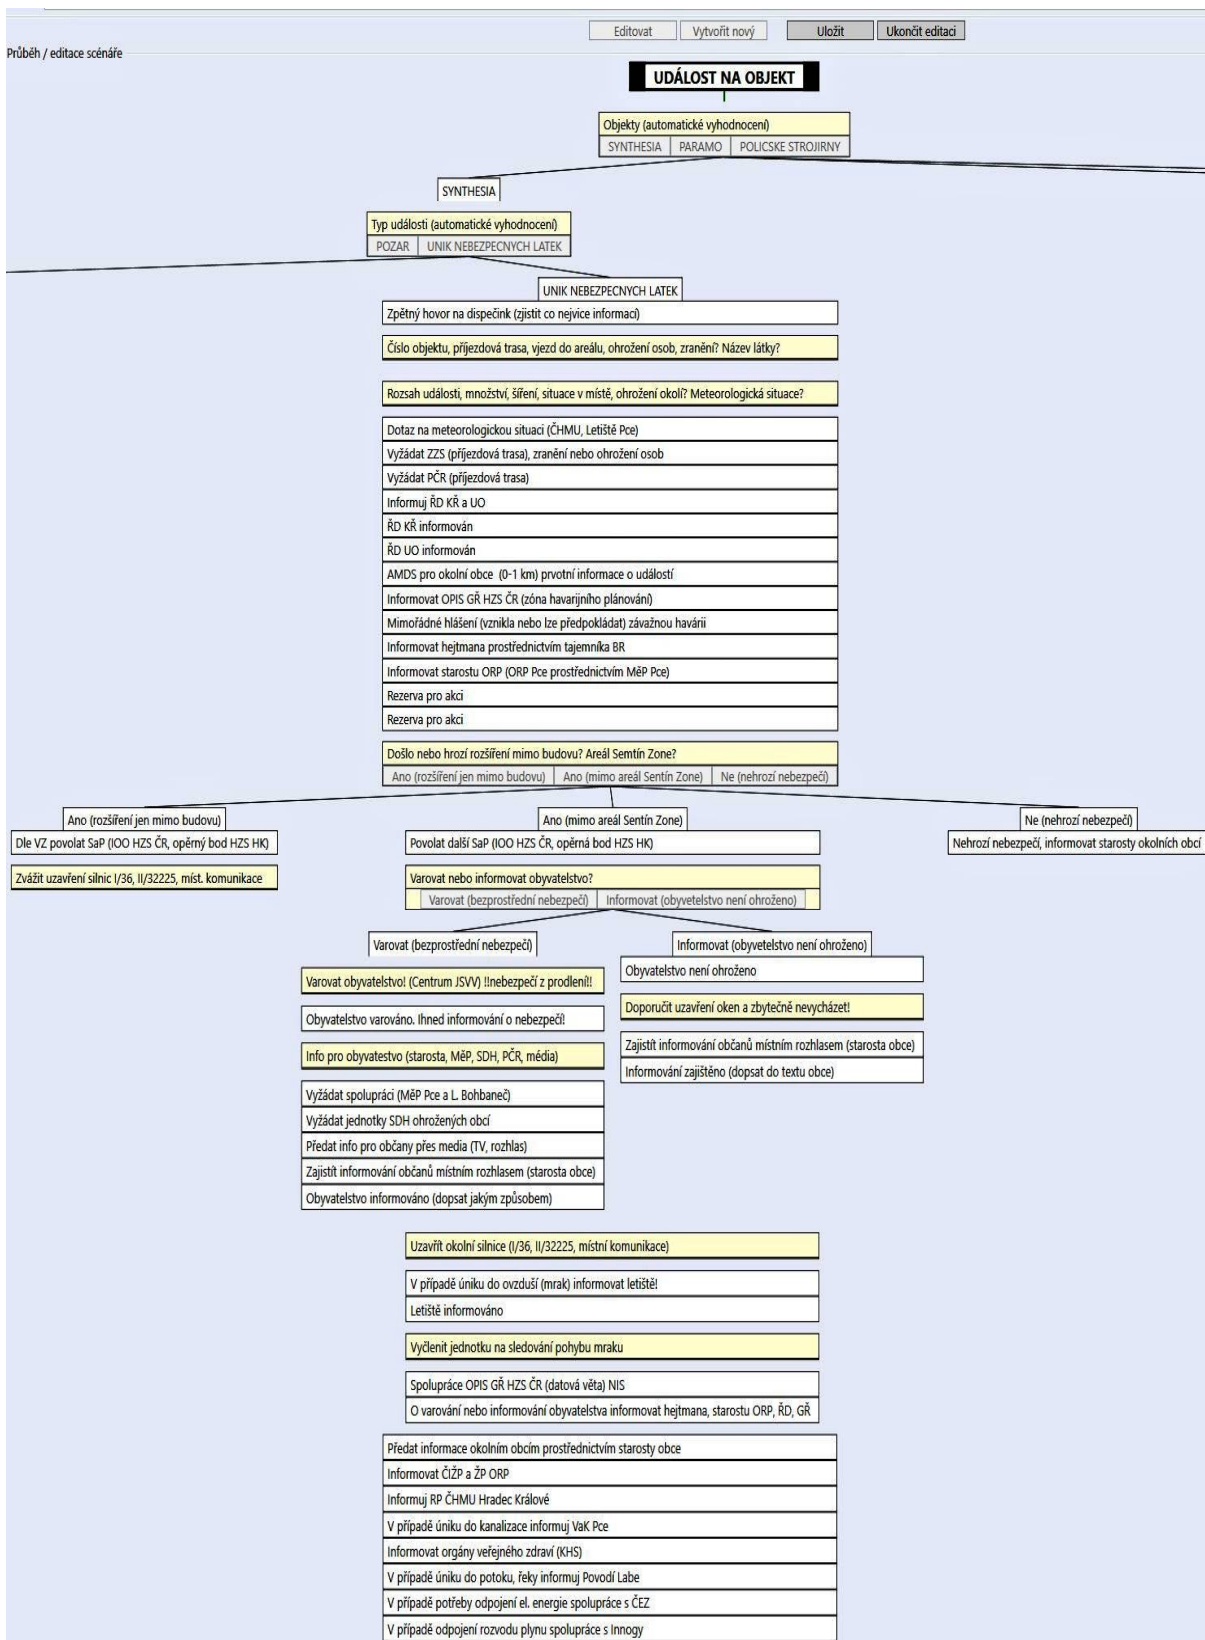 Editovat Vytvořit nový Uložit Ukončit editaci
Průběh / editace scénáře
UDÁLOST NA OBJEKT
Objekty (automatické vyhodnocení)
SYNTHESIA PARAMO POLICSKE STROJIRNY
SYNTHESIA
Typ události (automatické vyhodnocení)
POZAR UNIK NEBEZPECNYCH LATEK
UNIK NEBEZPECNYCH LATEK
Zpětný hovor na dispečink (zjistit co nejvice informací)
Číslo objektu, příjezdová trasa, vjezd do areálu, ohrožení osob, zranění? Název látky?
Rozsah události, množství, šíření, situace v místě, ohrožení okolí? Meteorologická situace?
Dotaz na meteorologickou situaci (ČHMU, Letiště Pce)
Vyžádat ZZS (příjezdová trasa), zranění nebo ohrožení osob
Vyžádat PČR (příjezdová trasa)
Informuj ŘD KŘ a UO
ŘD KŘ informován
ŘD UO informován
AMDS pro okolní obce (0-1 km) prvotní informace o událostí
Informovat OPIS GŘ HZS ČR (zóna havarijního plánování)
Mimořádné hlášení (vznikla nebo lze předpokládat) závažnou havárii
Informovat hejtmana prostřednictvím tajemníka BR
Informovat starostu ORP (ORP Pce prostřednictvím MěP Pce)
Rezerva pro akci
Rezerva pro akci
Došlo nebo hrozí rozšíření mimo budovu? Areál Semtín Zone?
Ano (rozšíření jen mimo budovu) Ano (mimo areál Sentín Zone) Ne (nehrozí nebezpečí)
Ano (rozšíření jen mimo budovu)
Dle VZ povolat SaP (IOO HZS ČR, opěrný bod HZS HK)
Zvážit uzavření silnic I/36, II/32225, míst. komunikace
Ano (mimo areál Sentín Zone)
Povolat další SaP (IOO HZS ČR, opěrná bod HZS HK)
Varovat nebo informovat obyvatelstvo?
Varovat (bezprostřední nebezpečí) Informovat (obyvetelstvo není ohroženo)
Ne (nehrozí nebezpečí)
Nehrozí nebezpečí, informovat starosty okolních obcí
Varovat (bezprostřední nebezpečí)
Varovat obyvatelstvo! (Centrum JSVV) !!nebezpečí z prodlení!!
Obyvatelstvo varováno. Ihned informování o nebezpečí!
Info pro obyvatestvo (starosta, MěP, SDH, PČR, média)
Vyžádat spolupráci (MěP Pce a L. Bohbaneč)
Vyžádat jednotky SDH ohrožených obcí
Předat info pro občany přes media (TV, rozhlas)
Zajistít informování občanů místním rozhlasem (starosta obce)
Obyvatelstvo informováno (dopsat jakým způsobem)
Informovat (obyvetelstvo není ohroženo)
Obyvatelstvo není ohroženo
Doporučit uzavření oken a zbytečně nevycházet!
Zajistít informování občanů místním rozhlasem (starosta obce)
Informování zajištěno (dopsat do textu obce)
Uzavřít okolní silnice (I/36, II/32225, místní komunikace)
V případě úniku do ovzduší (mrak) informovat letiště!
Letiště informováno
Vyčlenit jednotku na sledování pohybu mraku
Spolupráce OPIS GŘ HZS ČR (datová věta) NIS
O varování nebo informování obyvatelstva informovat hejtmana, starostu ORP, ŘD, GŘ
Předat informace okolním obcím prostřednictvím starosty obce
Informovat ČIŽP a ŽP ORP
Informuj RP ČHMU Hradec Králové
V případě úniku do kanalizace informuj VaK Pce
Informovat orgány veřejného zdraví (KHS)
V případě úniku do potoku, řeky informuj Povodí Labe
V případě potřeby odpojení el. energie spolupráce s ČEZ
V případě odpojení rozvodu plynu spolupráce s Innogy